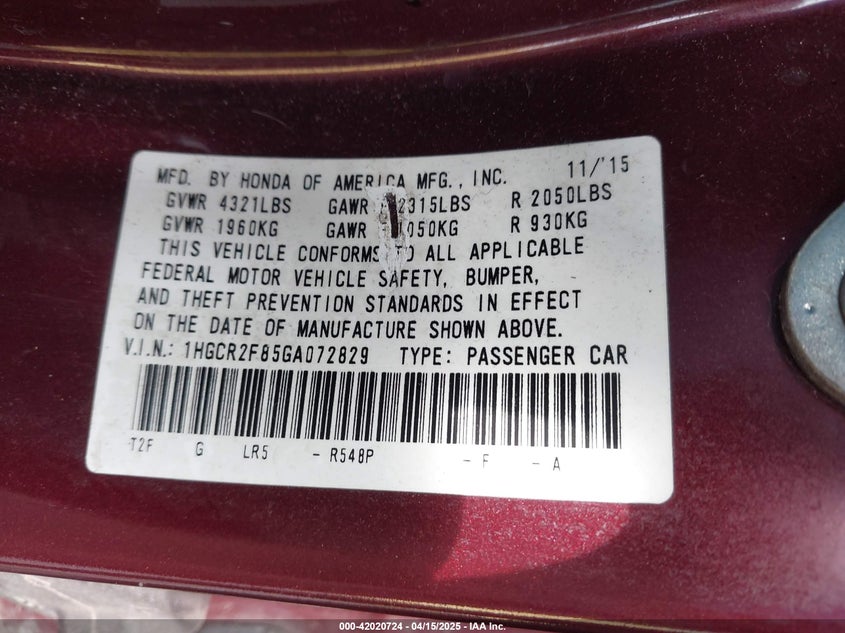 MFD. BY HONDA OF AMERICA MFG., INC. 11/'15
GVWR 4321LBS GAWR 2315LBS R 2050LBS
GVWR 1960KG GAWR 050KG R 930KG
THIS VEHICLE CONFORMS TO ALL APPLICABLE
FEDERAL MOTOR VEHICLE SAFETY, BUMPER,
AND THEFT PREVENTION STANDARDS IN EFFECT
ON THE DATE OF MANUFACTURE SHOWN ABOVE.
V.I.N.: 1HGCR2F85GA072829 TYPE: PASSENGER CAR
T2F G LR5 - R548P - F - A
000-42020724 - 04/15/2025 - IAA Inc.